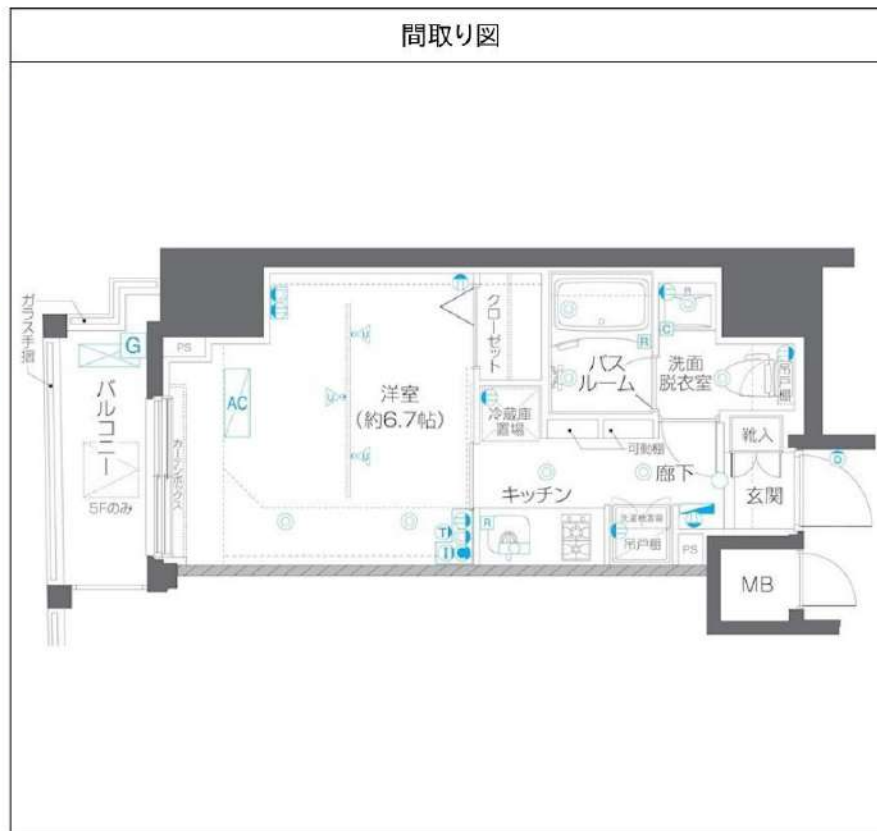 間取り図
ガラス手摺
G
PS
バルコニー
5Fのみ
カーテンボックス
AC
洋室
(約6.7帖)
クローゼット
冷蔵庫
置場
バス
ルーム
R
C
洗面
脱衣室
吊戸棚
可動棚
靴入
廊下
玄関
キッチン
R
T
I
洗濯機置場
吊戸棚
PS
MB